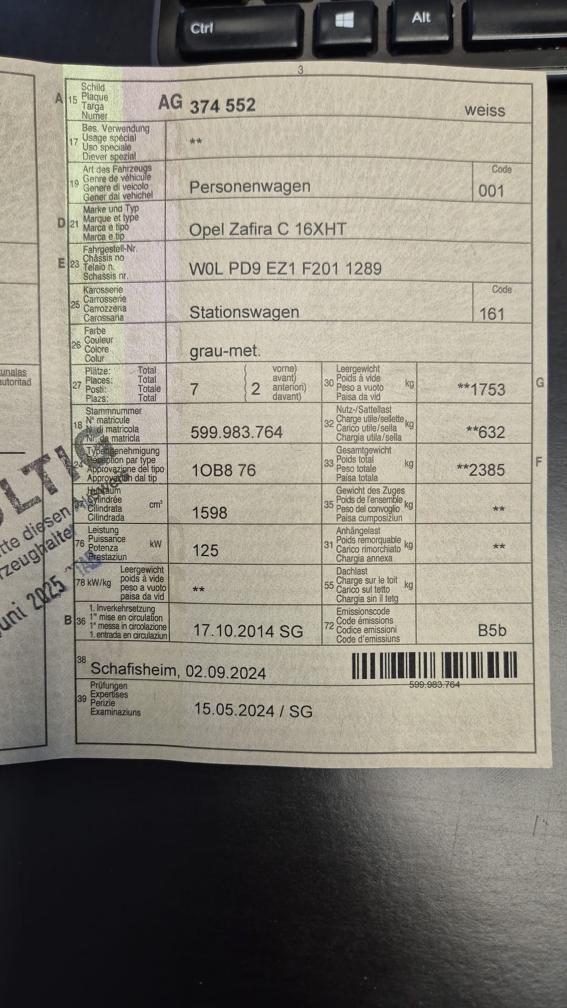 Ctrl
Alt
3
A 15 Schild
Plaque
Targa
Numer
AG 374 552 weiss
17 Bes. Verwendung
Usage spécial
Uso speciale
Diever spezial
**
19 Art des Fahrzeugs
Genre de véhicule
Genere di veicolo
Gener dal vehichel
Personenwagen
Code
001
D 21 Marke und Typ
Marque et type
Marca e tipo
Marca e tip
Opel Zafira C 16XHT
E 23 Fahrgestell-Nr.
Châssis no
Telaio n.
Schassis nr.
W0L PD9 EZ1 F201 1289
25 Karosserie
Carrosserie
Carrozzeria
Carossaria
Stationswagen
Code
161
26 Farbe
Couleur
Colore
Colur
grau-met.
27 Plätze: Total
Places: Total
Posti: Totale
Plazs: Total
7
vorne)
avant)
anteriori)
davant)
2
30 Leergewicht
Poids à vide
Peso a vuoto
Paisa da vid
kg
**1753
G
18 Stammnummer
N° matricule
N. di matricola
Nr. da matricla
599.983.764
32 Nutz-/Sattellast
Charge utile/sellette
Carico utile/sella
Chargia utila/sella
kg
**632
24 Typengenehmigung
Réception par type
Approvazione del tipo
Approvaziun dal tip
1OB8 76
33 Gesamtgewicht
Poids total
Peso totale
Paisa totala
kg
**2385
F
Hubraum
Cylindrée
Cilindrata
Cilindrada
cm³
1598
35 Gewicht des Zuges
Poids de l'ensemble
Peso del convoglio
Paisa cumposiziun
kg
**
76 Leistung
Puissance
Potenza
Prestaziun
kW
125
31 Anhängelast
Poids remorquable
Carico rimorchiato
Chargia annexa
kg
**
78 kW/kg Leergewicht
poids à vide
peso a vuoto
paisa da vid
**
55 Dachlast
Charge sur le toit
Carico sul tetto
Chargia sin il tetg
kg
**B 36 1. Inverkehrsetzung
1re mise en circulation
1a messa in circolazione
1. entrada en circulaziun
17.10.2014 SG
72 Emissionscode
Code émissions
Codice emissioni
Code d'emissiuns
B5b
38
Schafisheim, 02.09.2024
599.983.764
39 Prüfungen
Expertises
Perizie
Examinaziuns
15.05.2024 / SG
unales
autoritad
tte diesen
rzeughalter
uni 2025